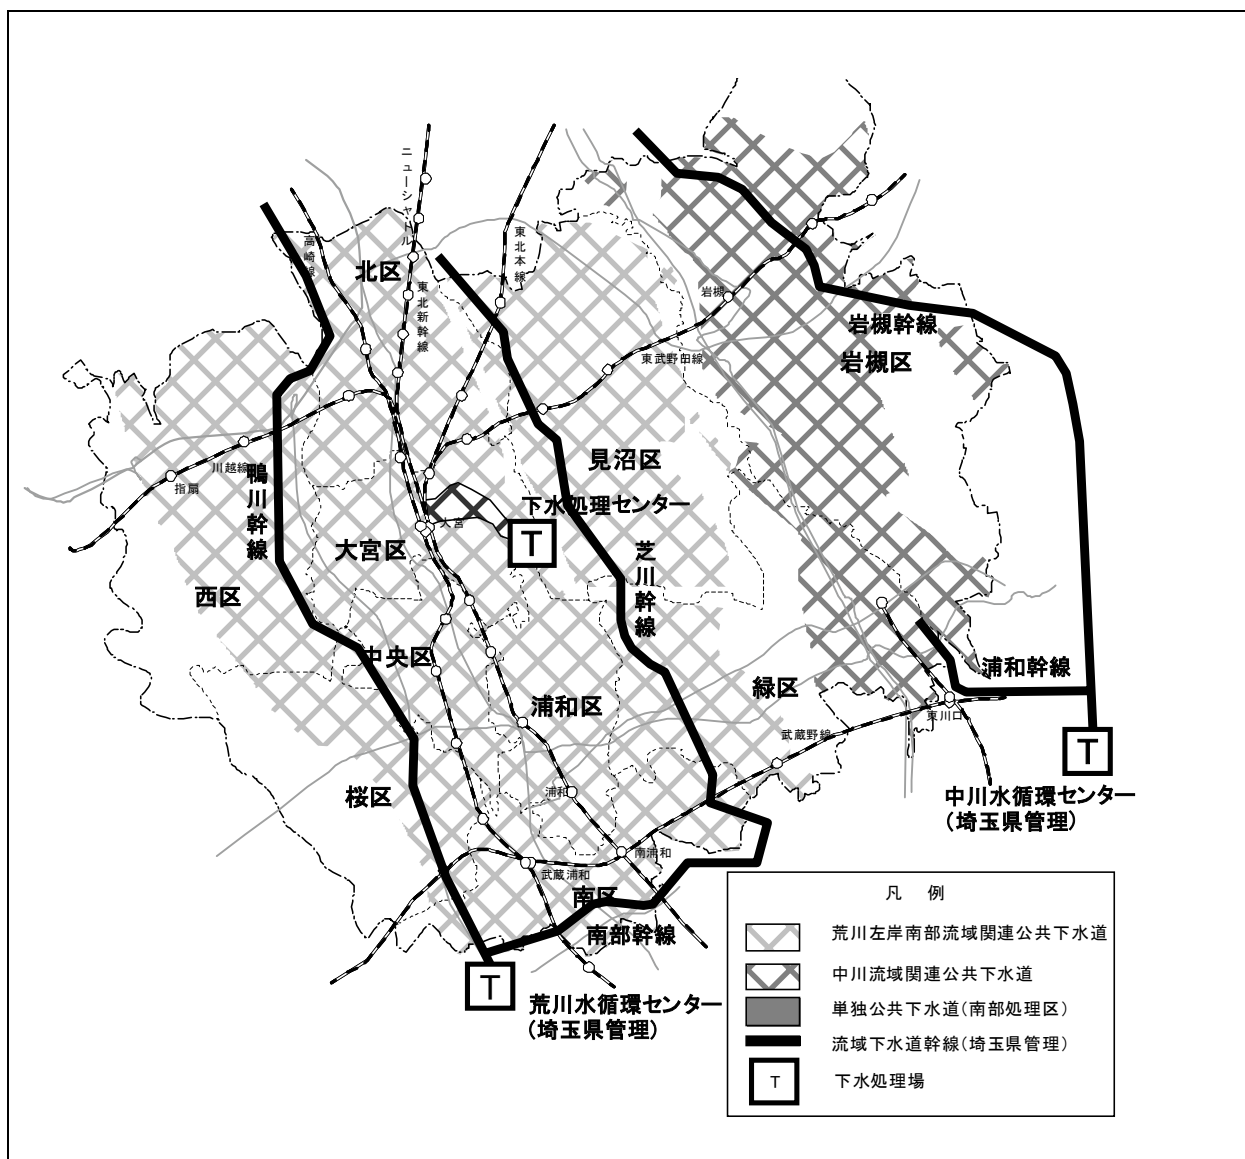 ニューシャトル
東北本線
高崎線
北区
東北新幹線
岩槻
岩槻幹線
岩槻区
東武野田線
見沼区
川越線
指扇
鴨川幹線
下水処理センター
大宮
T
大宮区
芝川幹線
西区
中央区
浦和幹線
緑区
浦和区
東川口
武蔵野線
T
浦和
桜区
中川水循環センター
(埼玉県管理)
南浦和
武蔵浦和
南区
南部幹線
T
荒川水循環センター
(埼玉県管理)
凡 例
荒川左岸南部流域関連公共下水道
中川流域関連公共下水道
単独公共下水道(南部処理区)
流域下水道幹線(埼玉県管理)
T
下水処理場